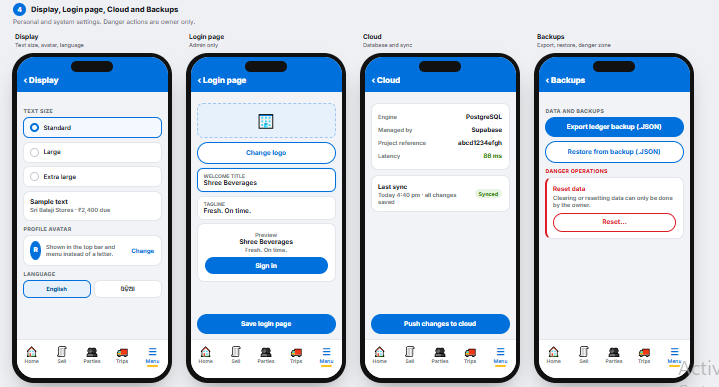 4 Display, Login page, Cloud and Backups
Personal and system settings. Danger actions are owner only.
Display
Text size, avatar, language
‹ Display
TEXT SIZE
Standard
Large
Extra large
Sample text
Sri Balaji Stores · ₹2,400 due
PROFILE AVATAR
R
Shown in the top bar and
menu instead of a letter.
Change
LANGUAGE
English
Home
Sell
Parties
Trips
Menu
Login page
Admin only
‹ Login page
Change logo
WELCOME TITLE
Shree Beverages
TAGLINE
Fresh. On time.
Preview
Shree Beverages
Fresh. On time.
Sign in
Save login page
Home
Sell
Parties
Trips
Menu
Cloud
Database and sync
‹ Cloud
Engine PostgreSQL
Managed by Supabase
Project reference abcd1234efgh
Latency 86 ms
Last sync
Today 4:40 pm · all changes
saved
Synced
Push changes to cloud
Home
Sell
Parties
Trips
Menu
Backups
Export, restore, danger zone
‹ Backups
DATA AND BACKUPS
Export ledger backup (.JSON)
Restore from backup (.JSON)
DANGER OPERATIONS
Reset data
Clearing or resetting data can only be done
by the owner.
Reset...
Home
Sell
Parties
Trips
Menu
Activ